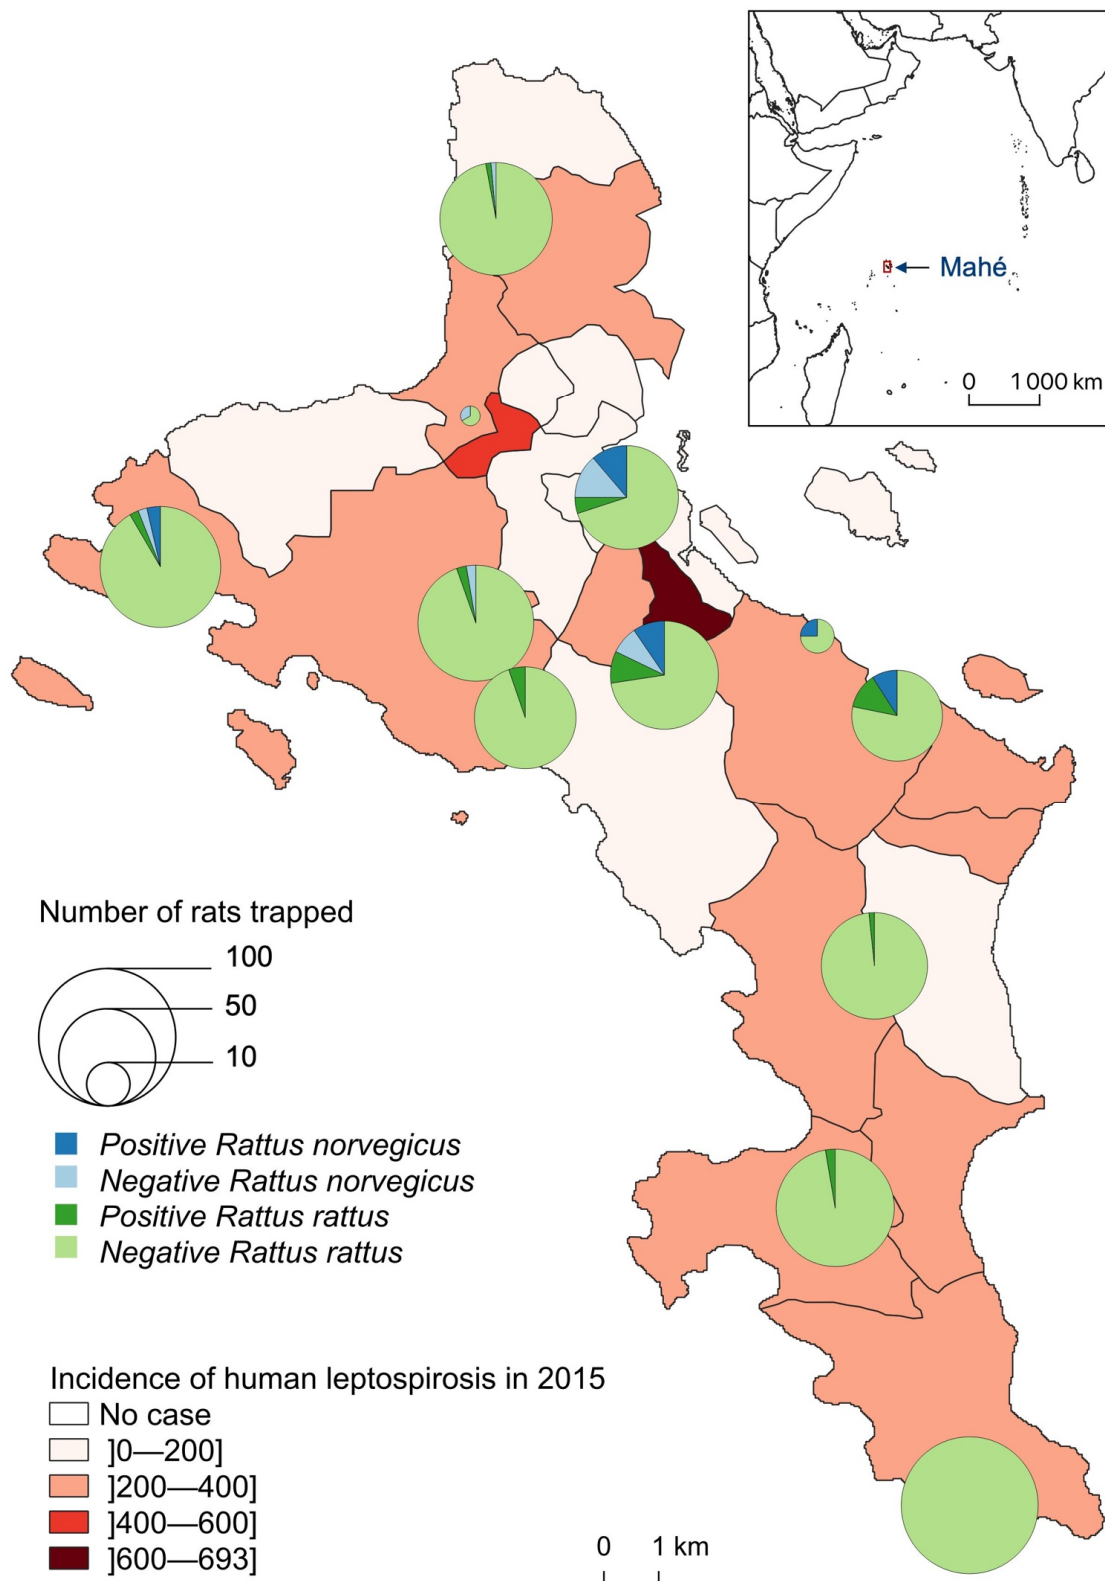 Mahé
0 1 000 km
Number of rats trapped
100
50
10
Positive Rattus norvegicus
Negative Rattus norvegicus
Positive Rattus rattus
Negative Rattus rattus
Incidence of human leptospirosis in 2015
No case
]0—200]
]200—400]
]400—600]
]600—693]
0 1 km